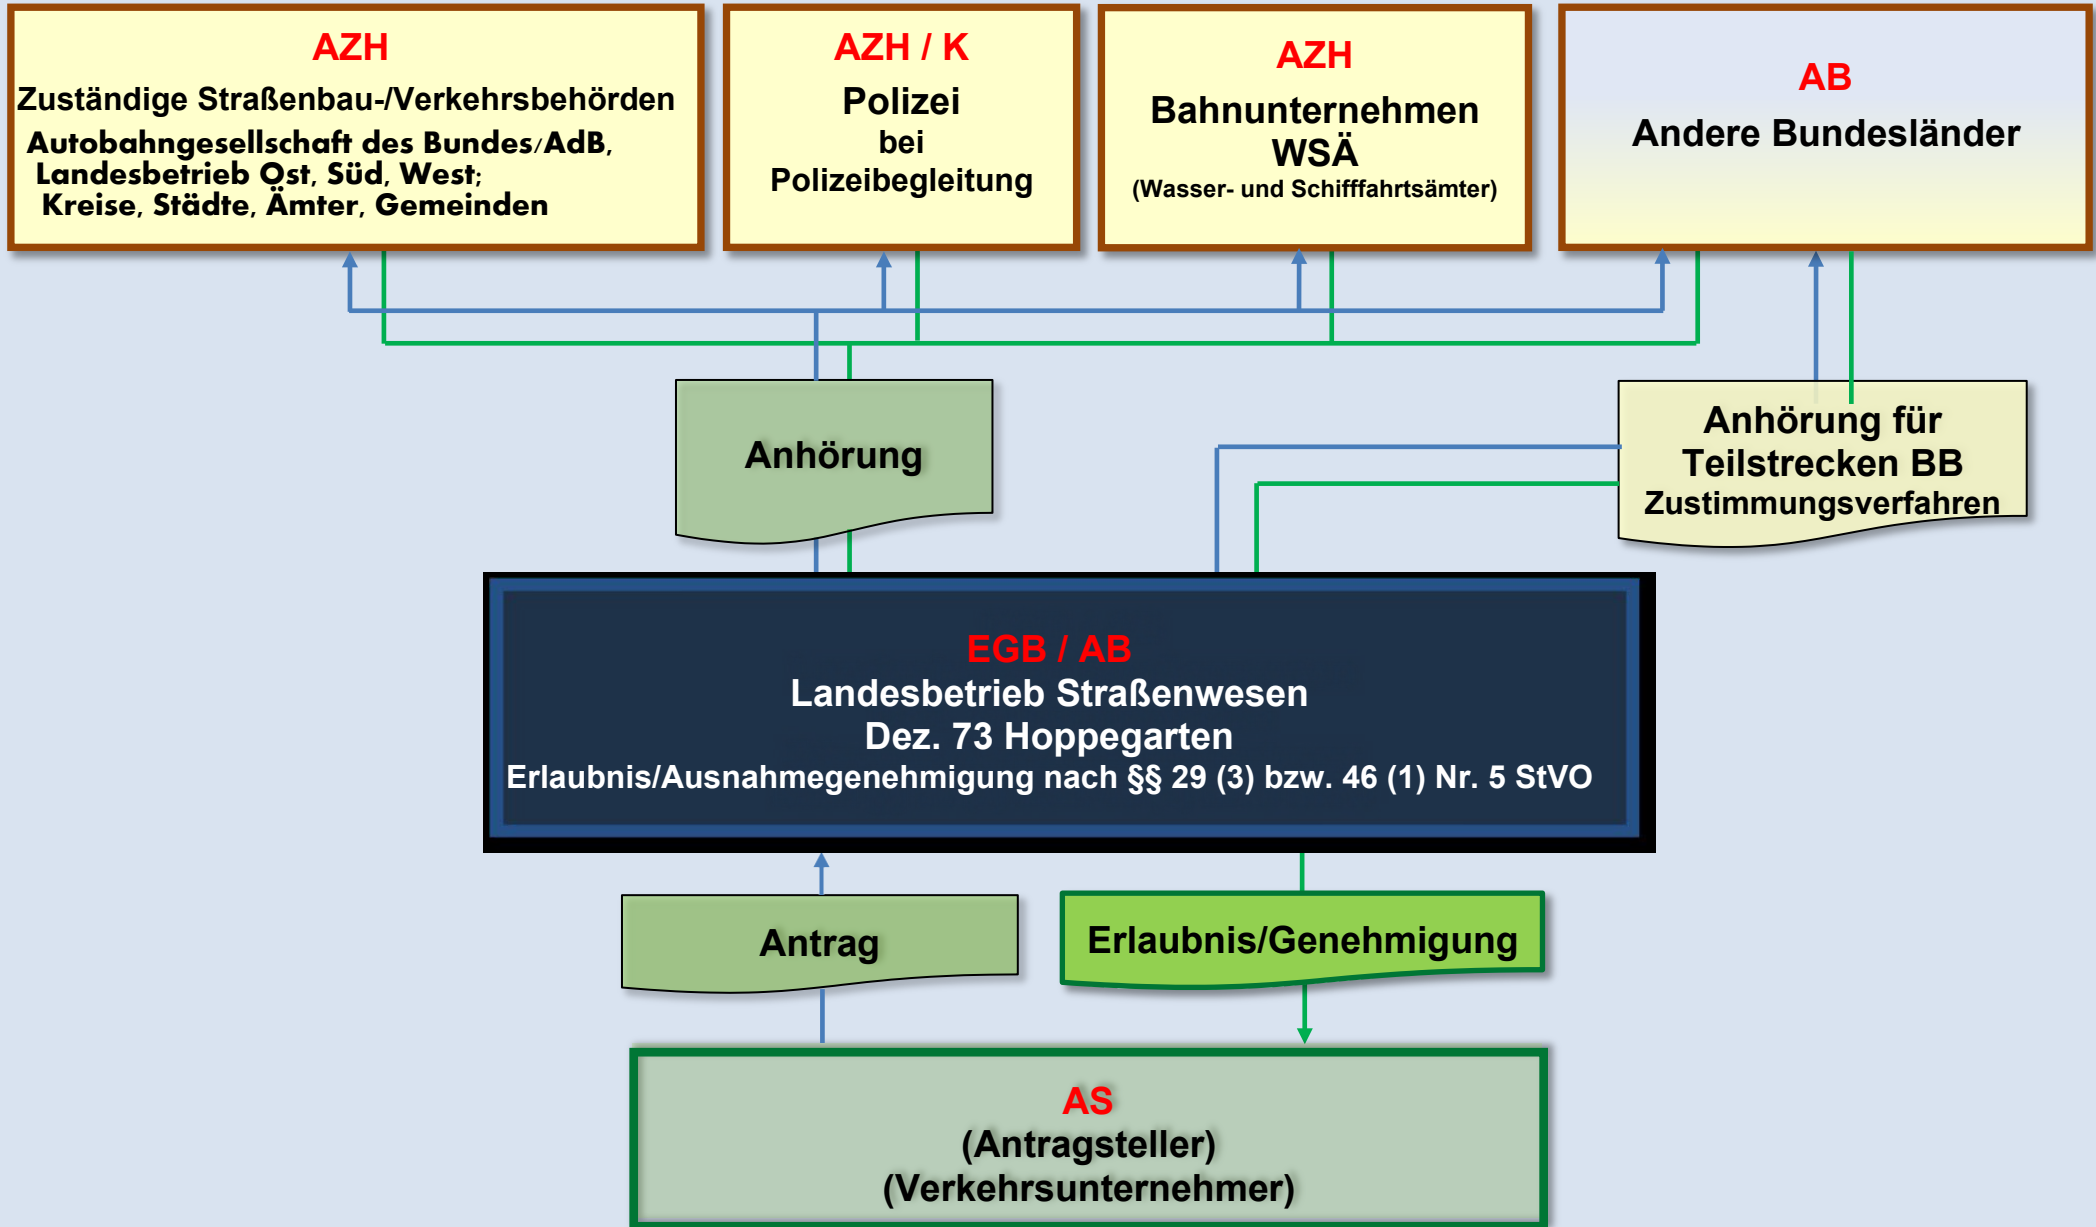 AZH
Zuständige Straßenbau-/Verkehrsbehörden
Autobahngesellschaft des Bundes/AdB,
Landesbetrieb Ost, Süd, West;
Kreise, Städte, Ämter, Gemeinden
AZH / K
Polizei
bei
Polizeibegleitung
AZH
Bahnunternehmen
WSÄ
(Wasser- und Schifffahrtsämter)
AB
Andere Bundesländer
Anhörung
Anhörung für
Teilstrecken BB
Zustimmungsverfahren
EGB / AB
Landesbetrieb Straßenwesen
Dez. 73 Hoppegarten
Erlaubnis/Ausnahmegenehmigung nach §§ 29 (3) bzw. 46 (1) Nr. 5 StVO
Antrag
Erlaubnis/Genehmigung
AS
(Antragsteller)
(Verkehrsunternehmer)